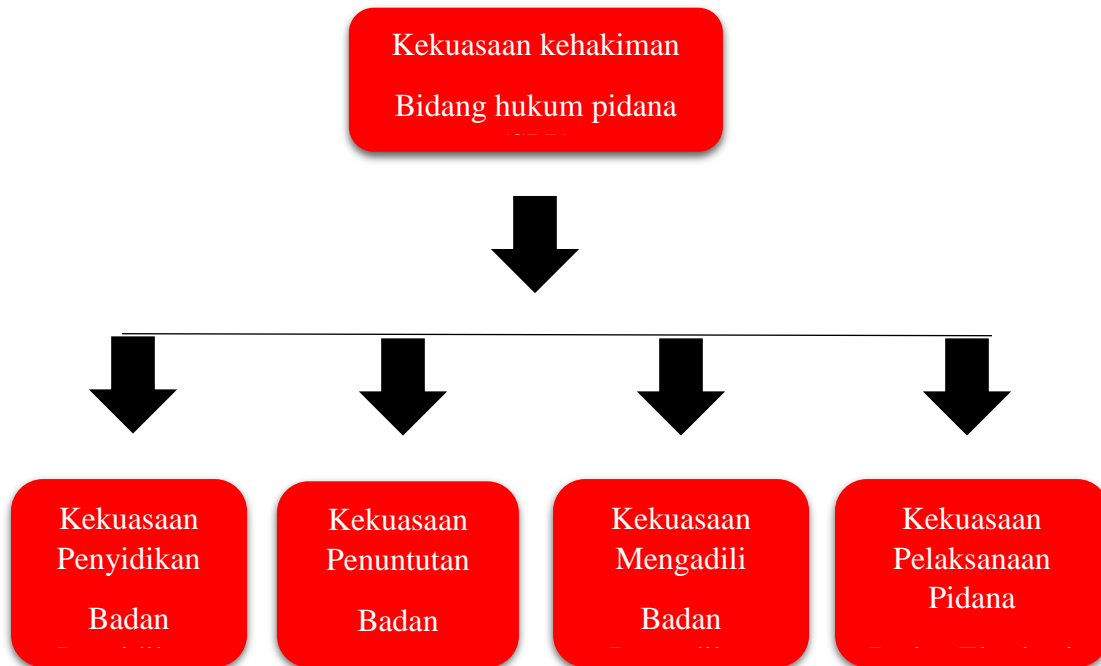 Kekuasaan kehakiman
Bidang hukum pidana
Kekuasaan
Penyidikan
Badan
Kekuasaan
Penuntutan
Badan
Kekuasaan
Mengadili
Badan
Kekuasaan
Pelaksanaan
Pidana